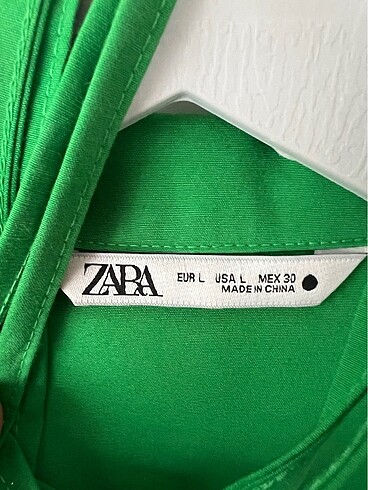 ZARA
EUR L USA L MEX 30
MADE IN CHINA